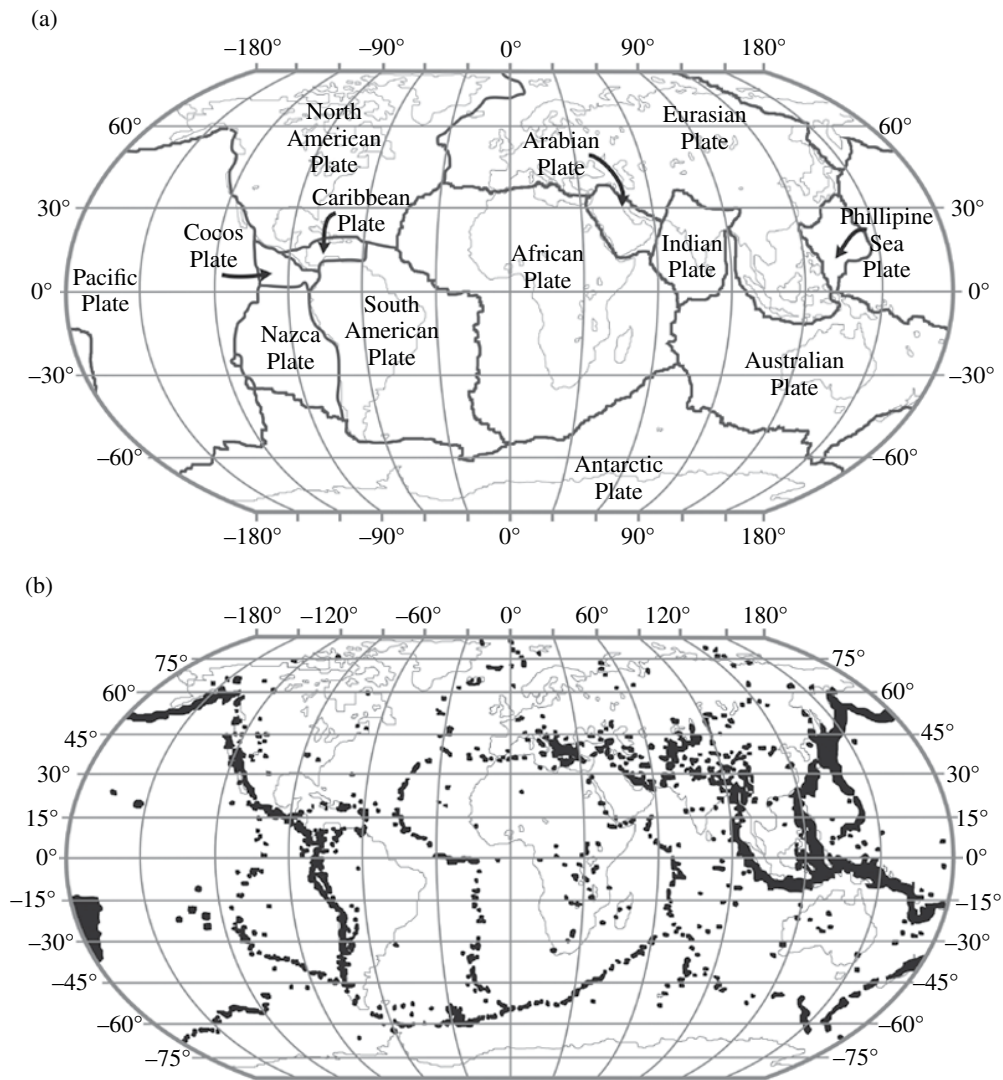 (a)
–180° –90° 0° 90° 180°
North
American
Plate
Eurasian
Plate
60° 60°
Arabian
Plate
Caribbean
Plate
30° 30°
Cocos
Plate
Phillipine
Sea
Plate
Indian
Plate
African
Plate
Pacific
Plate
0° 0°
South
American
Plate
Nazca
Plate
Australian
Plate
–30° –30°
–60° –60°
Antarctic
Plate
–180° –90° 0° 90° 180°
(b)
–180° –120° –60° 0° 60° 120° 180°
75° 75°
60° 60°
45° 45°
30° 30°
15° 15°
0° 0°
–15° –15°
–30° –30°
–45° –45°
–60° –60°
–75° –75°